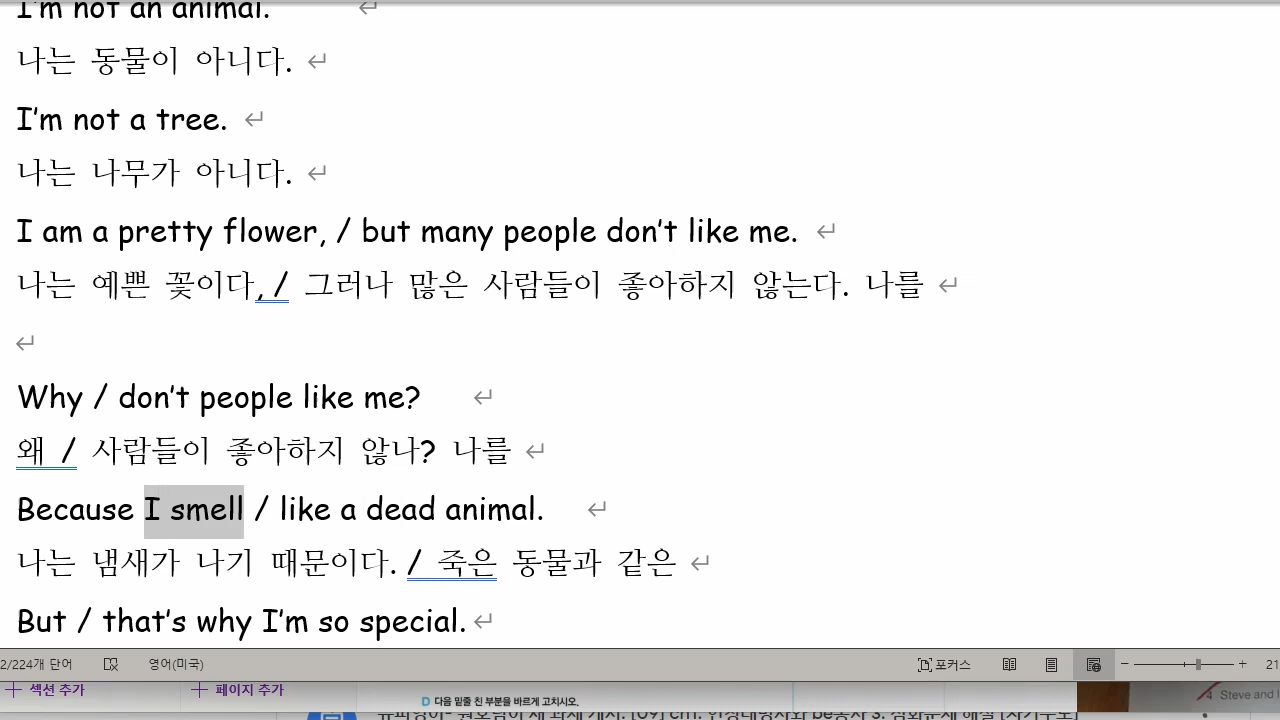 I'm not an animal. ↵
나는 동물이 아니다. ↵
I'm not a tree. ↵
나는 나무가 아니다. ↵
I am a pretty flower, / but many people don't like me. ↵
나는 예쁜 꽃이다, / 그러나 많은 사람들이 좋아하지 않는다. 나를 ↵
↵
Why / don't people like me? ↵
왜 / 사람들이 좋아하지 않나? 나를 ↵
Because I smell / like a dead animal. ↵
나는 냄새가 나기 때문이다. / 죽은 동물과 같은 ↵
But / that's why I'm so special. ↵
2/224개 단어 영어(미국) 포커스 − + 21
+ 섹션 추가 + 페이지 추가
D 다음 밑줄 친 부분을 바르게 고치시오.
4 Steve and